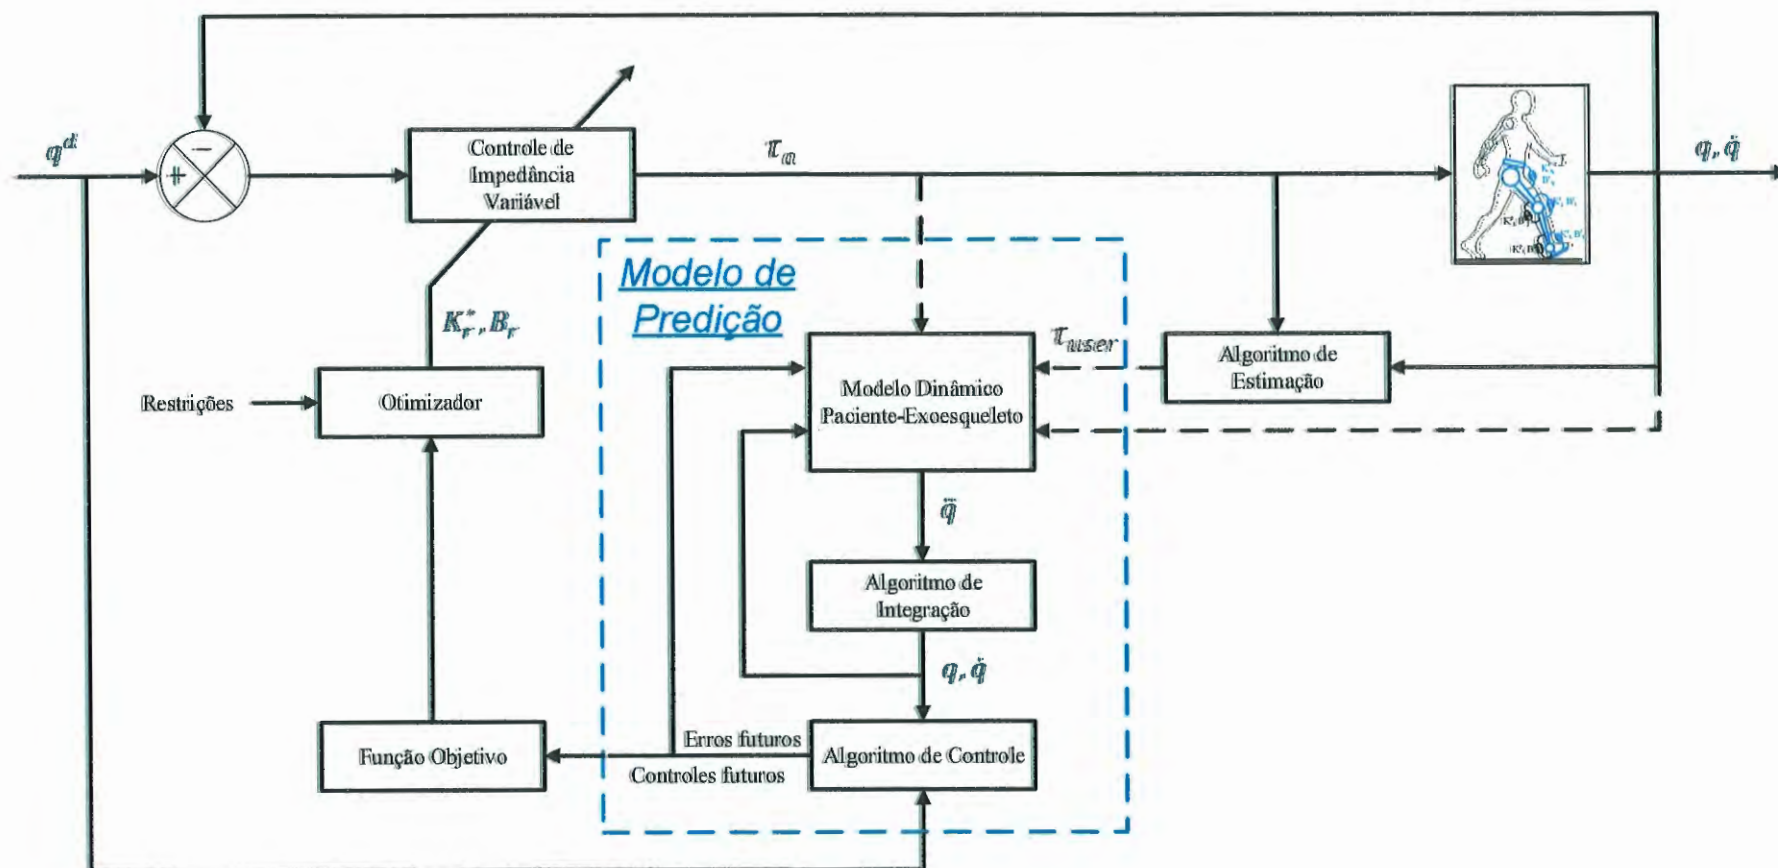 q^d
+
−
Controle de
Impedância
Variável
τ_a
q, q̇
Modelo de
Predição
K_r^*, B_r
τ_user
Algoritmo de
Estimação
Restrições
Otimizador
Modelo Dinâmico
Paciente-Exoesqueleto
q̈
Algoritmo de
Integração
q, q̇
Função Objetivo
Erros futuros
Controles futuros
Algoritmo de Controle